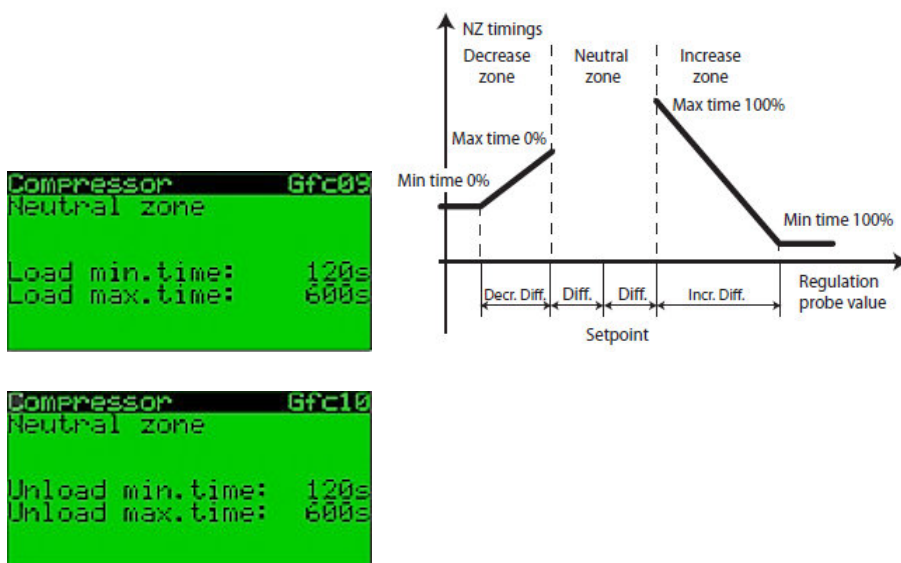 Compressor Gfc09
Neutral zone
Load min.time: 120s
Load max.time: 600s
Compressor Gfc10
Neutral zone
Unload min.time: 120s
Unload max.time: 600s
NZ timings
Decrease zone
Neutral zone
Increase zone
Max time 100%
Max time 0%
Min time 0%
Min time 100%
Decr. Diff. Diff. Diff. Incr. Diff.
Regulation
probe value
Setpoint